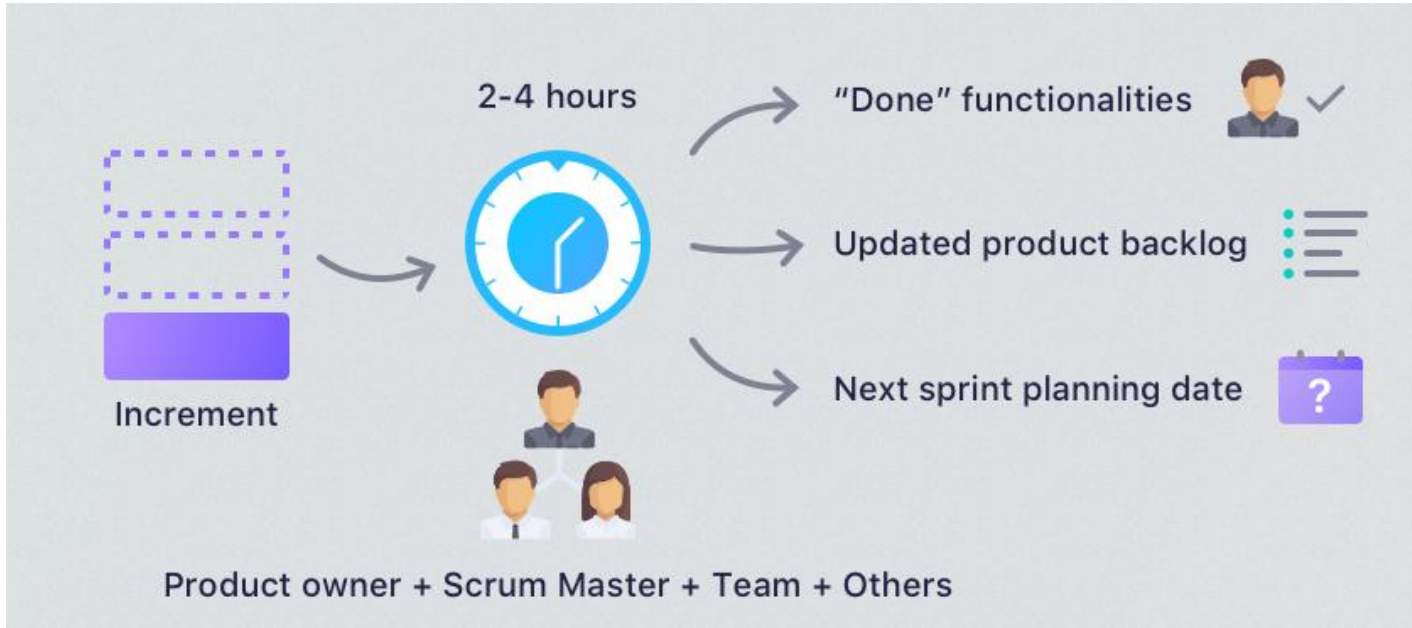 2-4 hours
"Done" functionalities
Updated product backlog
Increment
Next sprint planning date
?
Product owner + Scrum Master + Team + Others